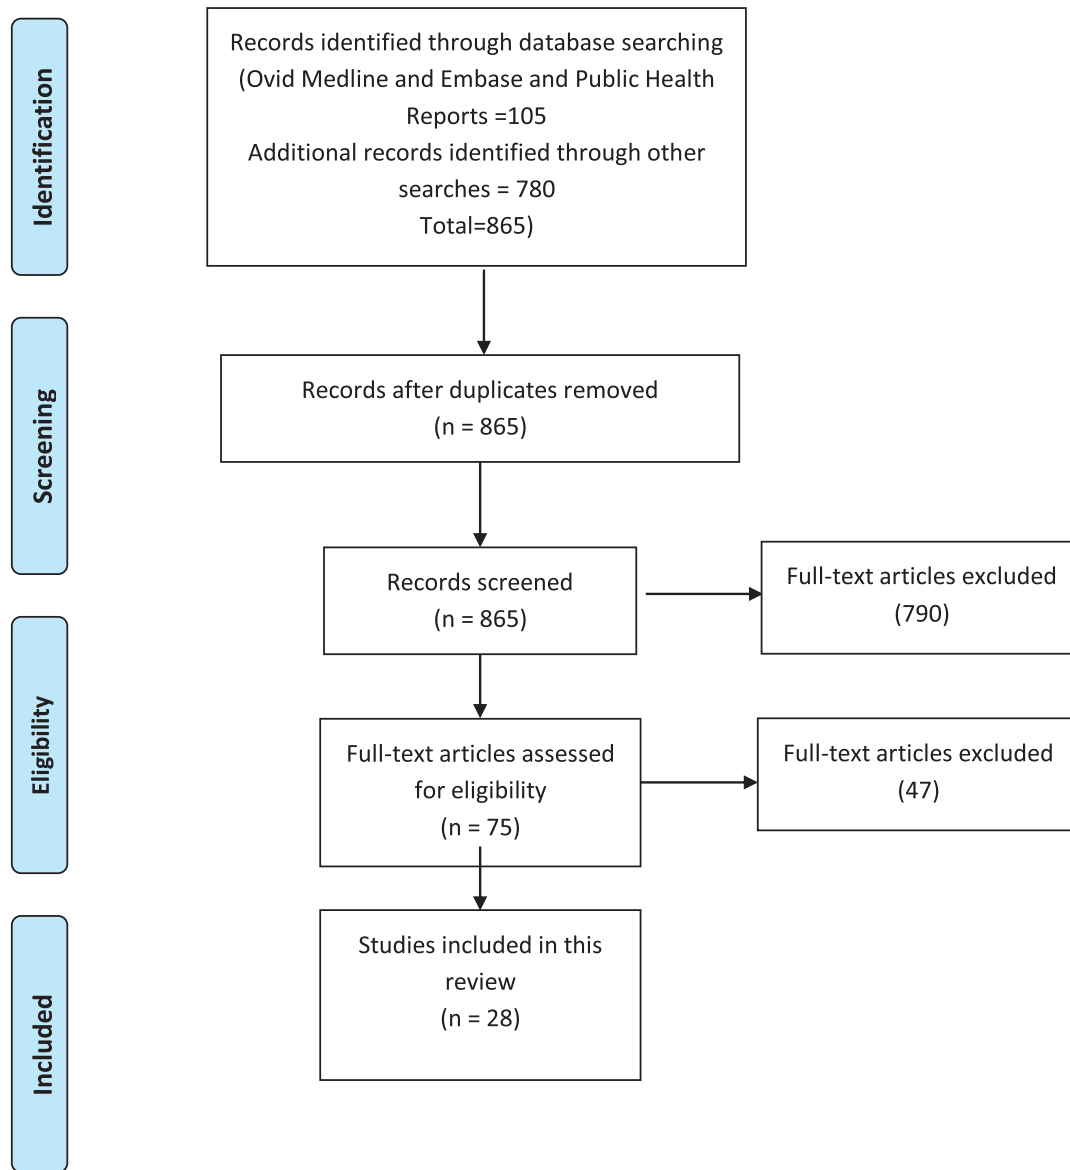 Identification
Records identified through database searching
(Ovid Medline and Embase and Public Health
Reports =105
Additional records identified through other
searches = 780
Total=865)
Screening
Records after duplicates removed
(n = 865)
Records screened
(n = 865)
Full-text articles excluded
(790)
Eligibility
Full-text articles assessed
for eligibility
(n = 75)
Full-text articles excluded
(47)
Included
Studies included in this
review
(n = 28)